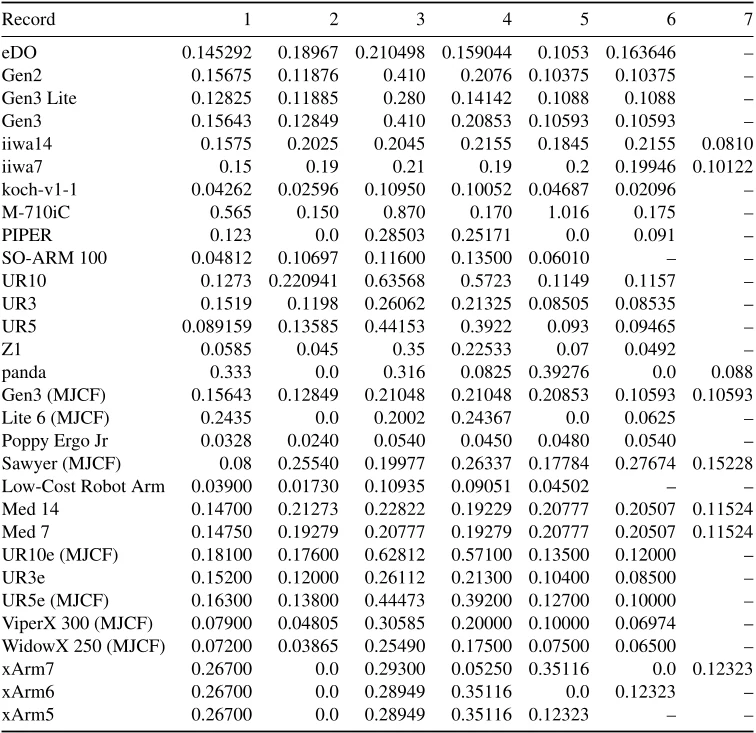 Record 1 2 3 4 5 6 7
eDO 0.145292 0.18967 0.210498 0.159044 0.1053 0.163646 –
Gen2 0.15675 0.11876 0.410 0.2076 0.10375 0.10375 –
Gen3 Lite 0.12825 0.11885 0.280 0.14142 0.1088 0.1088 –
Gen3 0.15643 0.12849 0.410 0.20853 0.10593 0.10593 –
iiwa14 0.1575 0.2025 0.2045 0.2155 0.1845 0.2155 0.0810
iiwa7 0.15 0.19 0.21 0.19 0.2 0.19946 0.10122
koch-v1-1 0.04262 0.02596 0.10950 0.10052 0.04687 0.02096 –
M-710iC 0.565 0.150 0.870 0.170 1.016 0.175 –
PIPER 0.123 0.0 0.28503 0.25171 0.0 0.091 –
SO-ARM 100 0.04812 0.10697 0.11600 0.13500 0.06010 – –
UR10 0.1273 0.220941 0.63568 0.5723 0.1149 0.1157 –
UR3 0.1519 0.1198 0.26062 0.21325 0.08505 0.08535 –
UR5 0.089159 0.13585 0.44153 0.3922 0.093 0.09465 –
Z1 0.0585 0.045 0.35 0.22533 0.07 0.0492 –
panda 0.333 0.0 0.316 0.0825 0.39276 0.0 0.088
Gen3 (MJCF) 0.15643 0.12849 0.21048 0.21048 0.20853 0.10593 0.10593
Lite 6 (MJCF) 0.2435 0.0 0.2002 0.24367 0.0 0.0625 –
Poppy Ergo Jr 0.0328 0.0240 0.0540 0.0450 0.0480 0.0540 –
Sawyer (MJCF) 0.08 0.25540 0.19977 0.26337 0.17784 0.27674 0.15228
Low-Cost Robot Arm 0.03900 0.01730 0.10935 0.09051 0.04502 – –
Med 14 0.14700 0.21273 0.22822 0.19229 0.20777 0.20507 0.11524
Med 7 0.14750 0.19279 0.20777 0.19279 0.20777 0.20507 0.11524
UR10e (MJCF) 0.18100 0.17600 0.62812 0.57100 0.13500 0.12000 –
UR3e 0.15200 0.12000 0.26112 0.21300 0.10400 0.08500 –
UR5e (MJCF) 0.16300 0.13800 0.44473 0.39200 0.12700 0.10000 –
ViperX 300 (MJCF) 0.07900 0.04805 0.30585 0.20000 0.10000 0.06974 –
WidowX 250 (MJCF) 0.07200 0.03865 0.25490 0.17500 0.07500 0.06500 –
xArm7 0.26700 0.0 0.29300 0.05250 0.35116 0.0 0.12323
xArm6 0.26700 0.0 0.28949 0.35116 0.0 0.12323 –
xArm5 0.26700 0.0 0.28949 0.35116 0.12323 – –